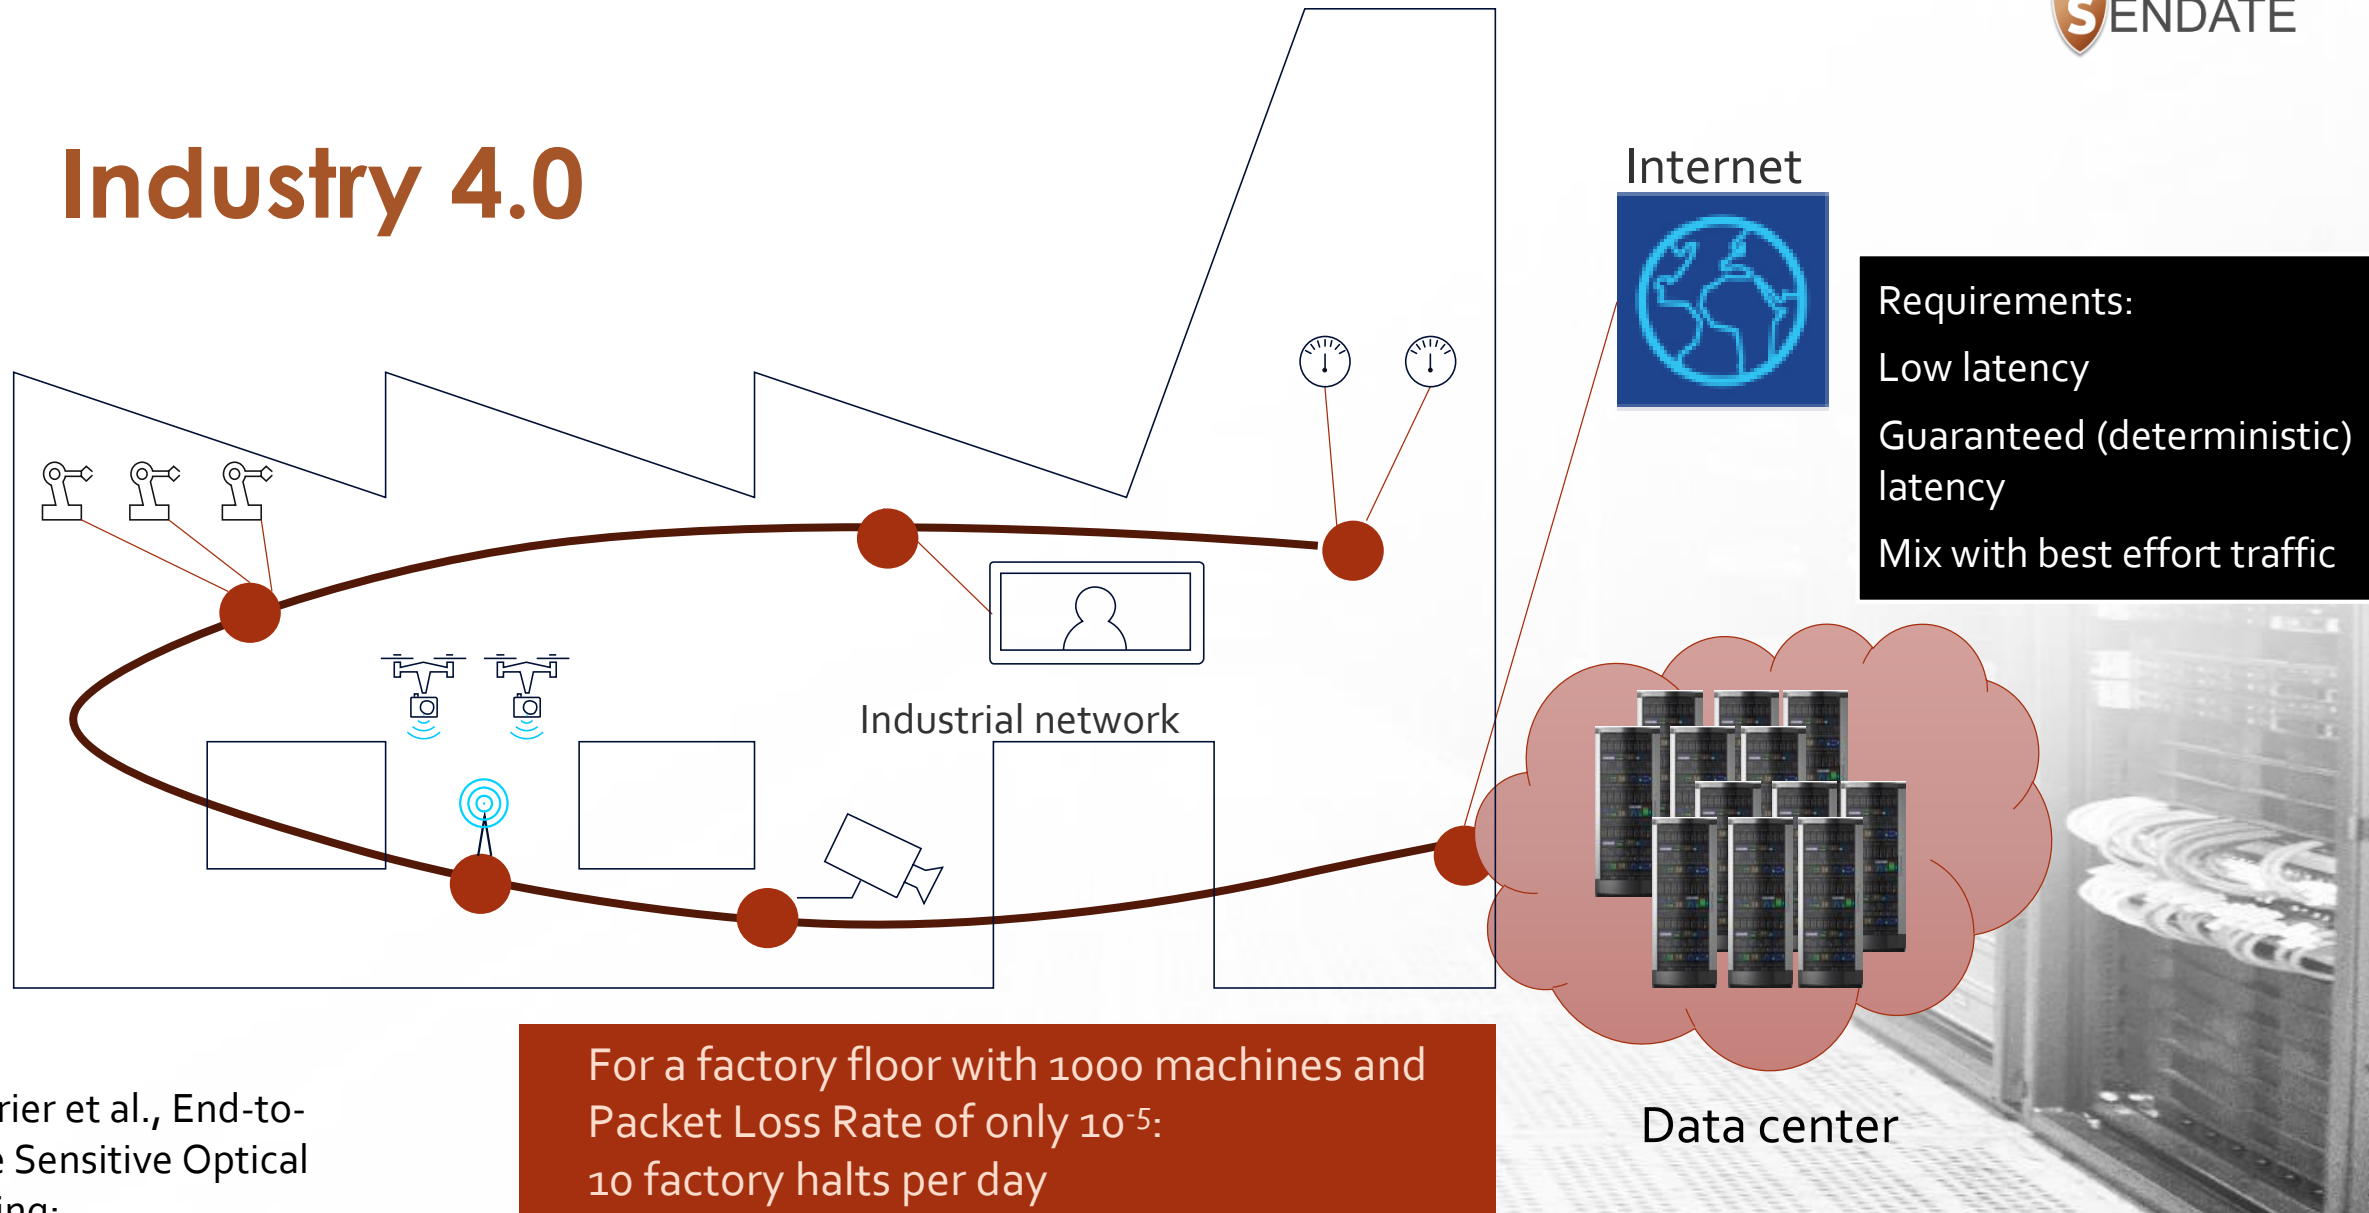 SENDATE
Industry 4.0
Internet
Requirements:
Low latency
Guaranteed (deterministic)
latency
Mix with best effort traffic
Industrial network
For a factory floor with 1000 machines and
Packet Loss Rate of only 10⁻⁵:
10 factory halts per day
Data center
rier et al., End-to-
e Sensitive Optical